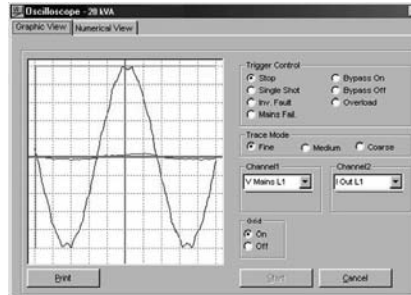 Oscilloscope - 20 kVA
Graphic View Numerical View
Trigger Control
Stop Bypass On
Single Shot Bypass Off
Inv. Fault Overload
Mains Fail.
Trace Mode
Fine Medium Coarse
Channel1 Channel2
V Mains L1 I Out L1
Grid
On
Off
Print Start Cancel